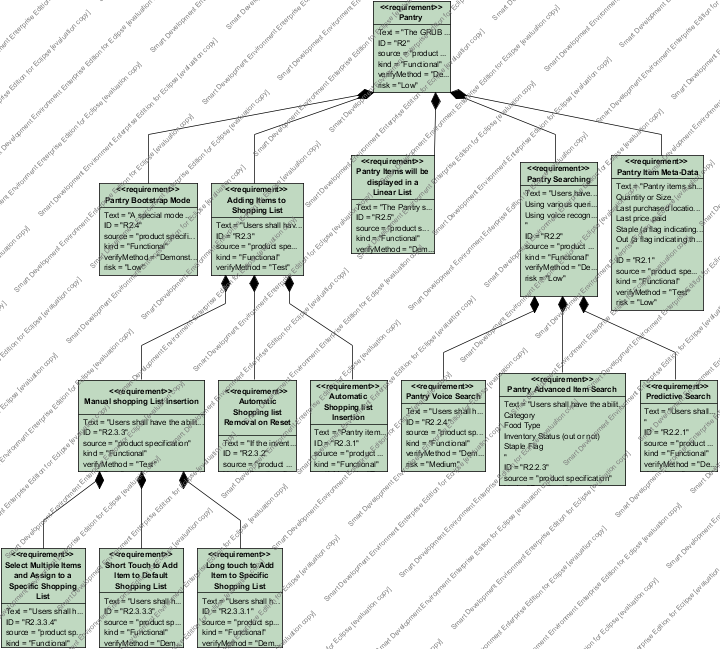 <<requirement>>
Pantry
Text = "The GRUB ...
ID = "R2"
source = "product ...
kind = "Functional"
verifyMethod = "De...
risk = "Low"
<<requirement>>
Pantry Bootstrap Mode
Text = "A special mode ...
ID = "R2.4"
source = "product specifi...
kind = "Functional"
verifyMethod = "Demonst...
risk = "Low"
<<requirement>>
Adding Items to
Shopping List
Text = "Users shall hav...
ID = "R2.3"
source = "product spe...
kind = "Functional"
verifyMethod = "Test"
<<requirement>>
Pantry Items will be
displayed in a
Linear List
Text = "The Pantry s...
ID = "R2.5"
source = "product s...
kind = "Functional"
verifyMethod = "Dem...
<<requirement>>
Pantry Searching
Text = "Users have...
Using various queri...
Using voice recogn...
"
ID = "R2.2"
source = "product ...
kind = "Functional"
verifyMethod = "De...
risk = "Low"
<<requirement>>
Pantry Item Meta-Data
Text = "Pantry items sh...
Quantity or Size
Last purchased locatio...
Last price paid
Staple (a flag indicating...
Out (a flag indicating th...
"
ID = "R2.1"
source = "product spe...
kind = "Functional"
verifyMethod = "Test"
risk = "Low"
<<requirement>>
Manual shopping List insertion
Text = "Users shall have the abilit...
ID = "R2.3.3"
source = "product specification"
kind = "Functional"
verifyMethod = "Test"
<<requirement>>
Automatic
Shopping list
Removal on Reset
Text = "If the invent...
ID = "R2.3.2"
source = "product ...
<<requirement>>
Automatic
Shopping list
Insertion
Text = "Pantry item...
ID = "R2.3.1"
source = "product ...
kind = "Functional"
<<requirement>>
Pantry Voice Search
Text = "Users shall h...
ID = "R2.2.4"
source = "product sp...
kind = "Functional"
verifyMethod = "Dem...
risk = "Medium"
<<requirement>>
Pantry Advanced Item Search
Text = "Users shall have the abilit...
Category
Food Type
Inventory Status (out or not)
Staple Flag
"
ID = "R2.2.3"
source = "product specification"
<<requirement>>
Predictive Search
Text = "Users shall...
"
ID = "R2.2.1"
source = "product ...
kind = "Functional"
verifyMethod = "De...
<<requirement>>
Select Multiple Items
and Assign to a
Specific Shopping
List
Text = "Users shall h...
ID = "R2.3.3.4"
source = "product sp...
kind = "Functional"
<<requirement>>
Short Touch to Add
Item to Default
Shopping List
Text = "Users shall h...
ID = "R2.3.3.3"
source = "product sp...
kind = "Functional"
verifyMethod = "Dem...
<<requirement>>
Long touch to Add
Item to Specific
Shopping List
Text = "Users shall h...
ID = "R2.3.3.1"
source = "product sp...
kind = "Functional"
verifyMethod = "Dem...
Smart Development Environment Enterprise Edition for Eclipse [evaluation copy]